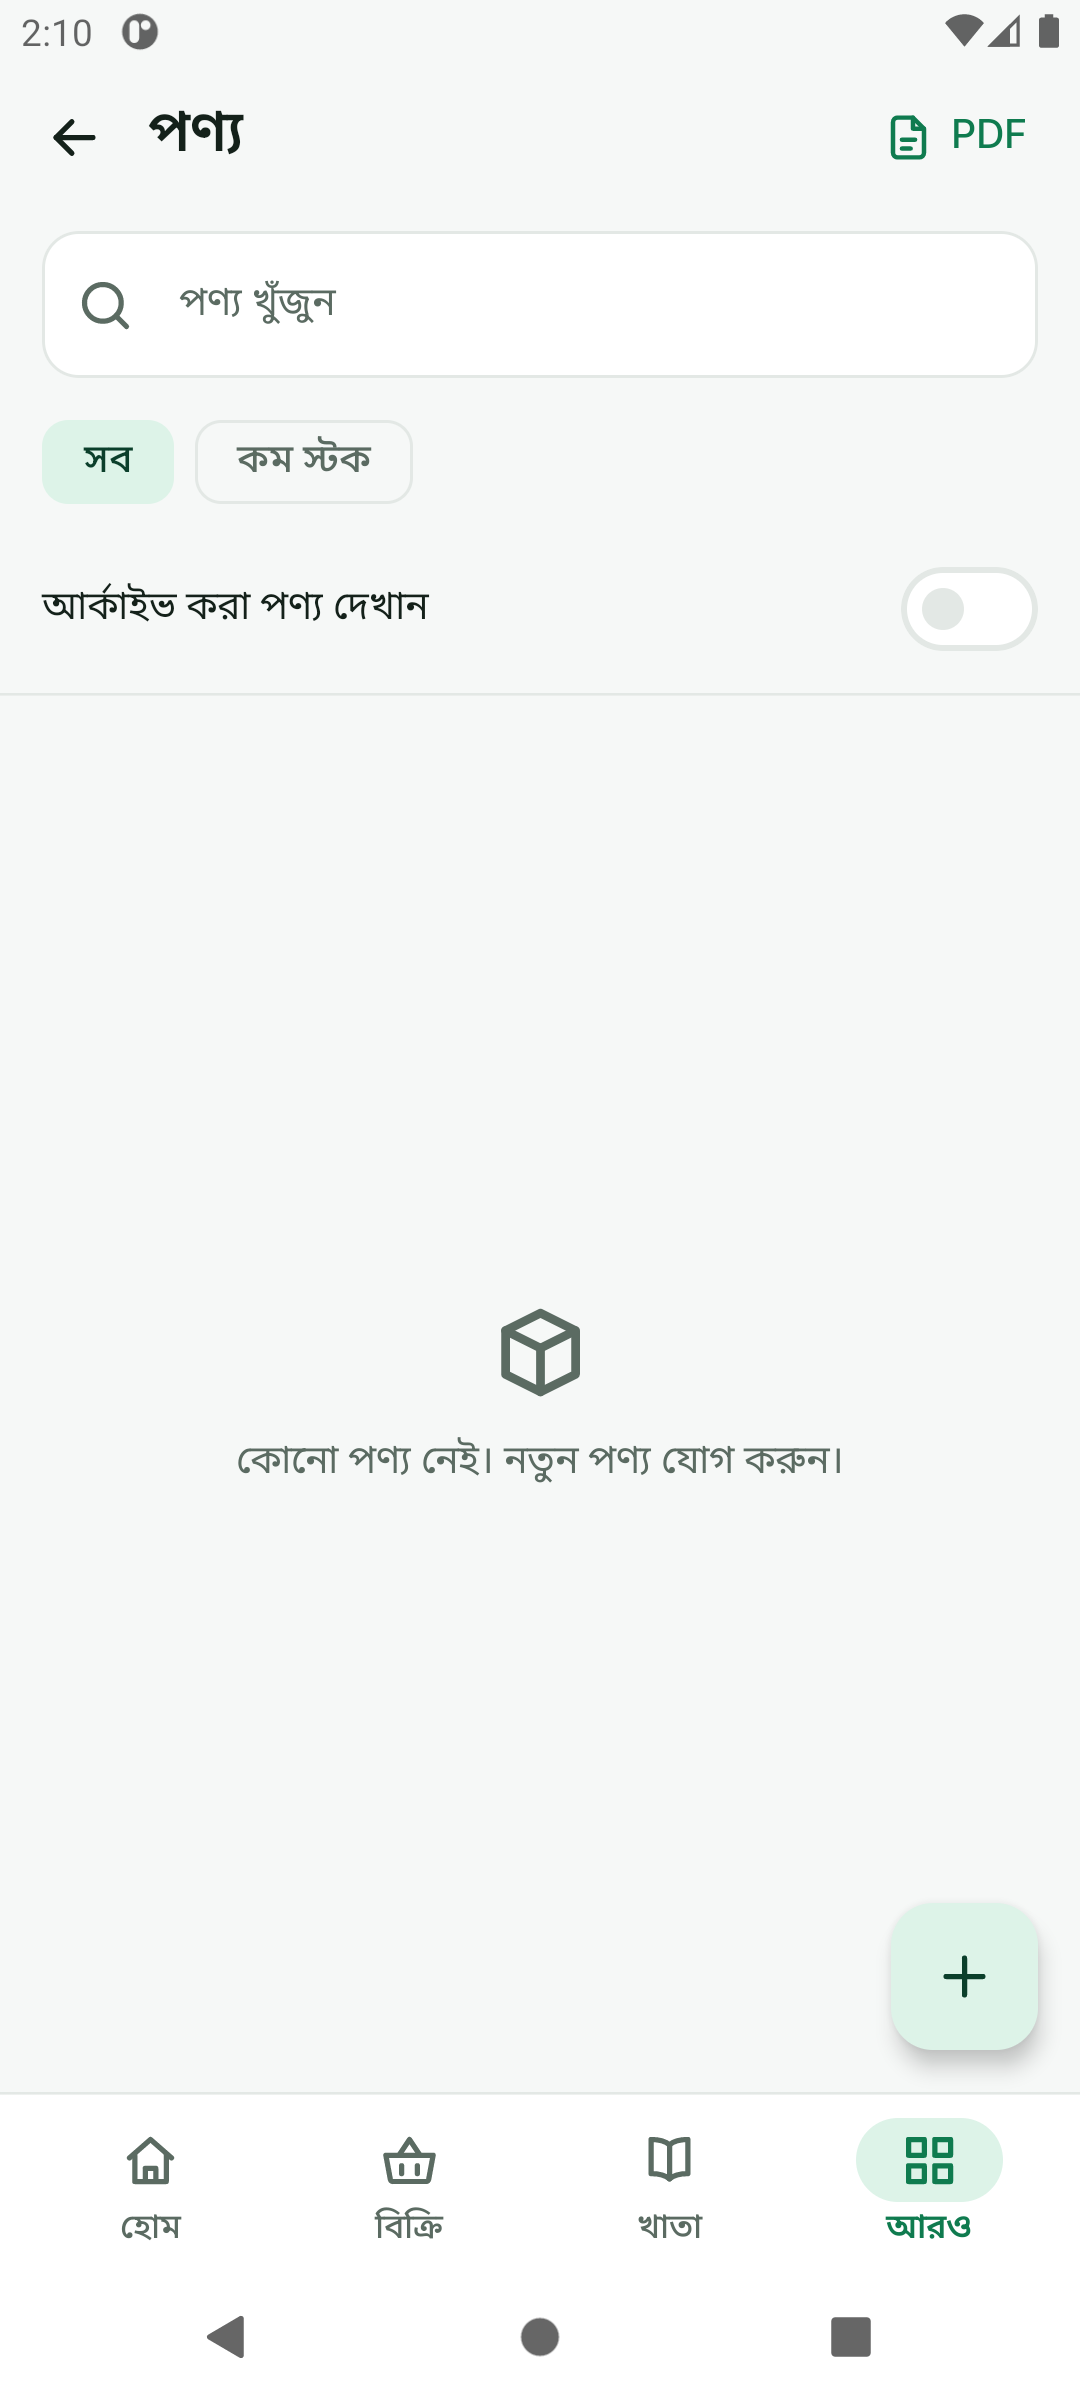 2:10
পণ্য
PDF
পণ্য খুঁজুন
সব
কম স্টক
আর্কাইভ করা পণ্য দেখান
কোনো পণ্য নেই। নতুন পণ্য যোগ করুন।
হোম
বিক্রি
খাতা
আরও